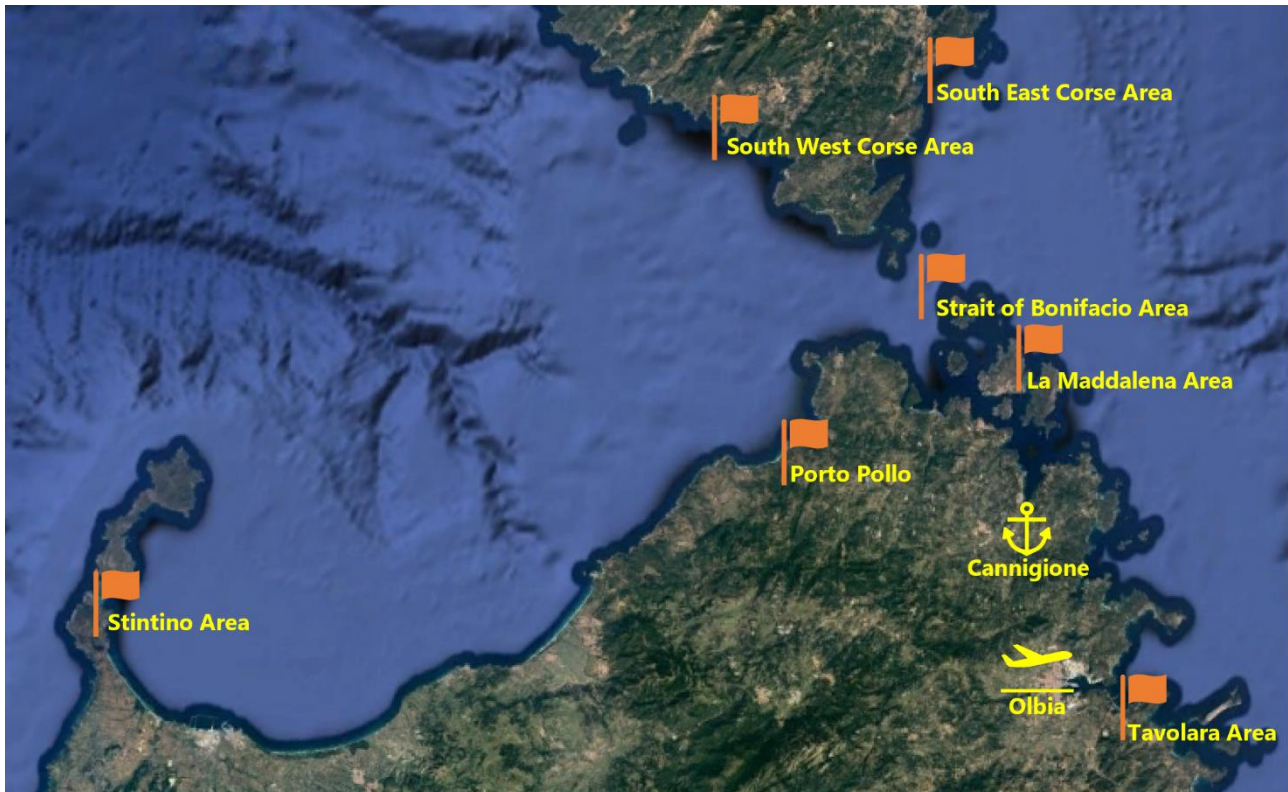 South East Corse Area
South West Corse Area
Strait of Bonifacio Area
La Maddalena Area
Porto Pollo
Cannigione
Stintino Area
Olbia
Tavolara Area